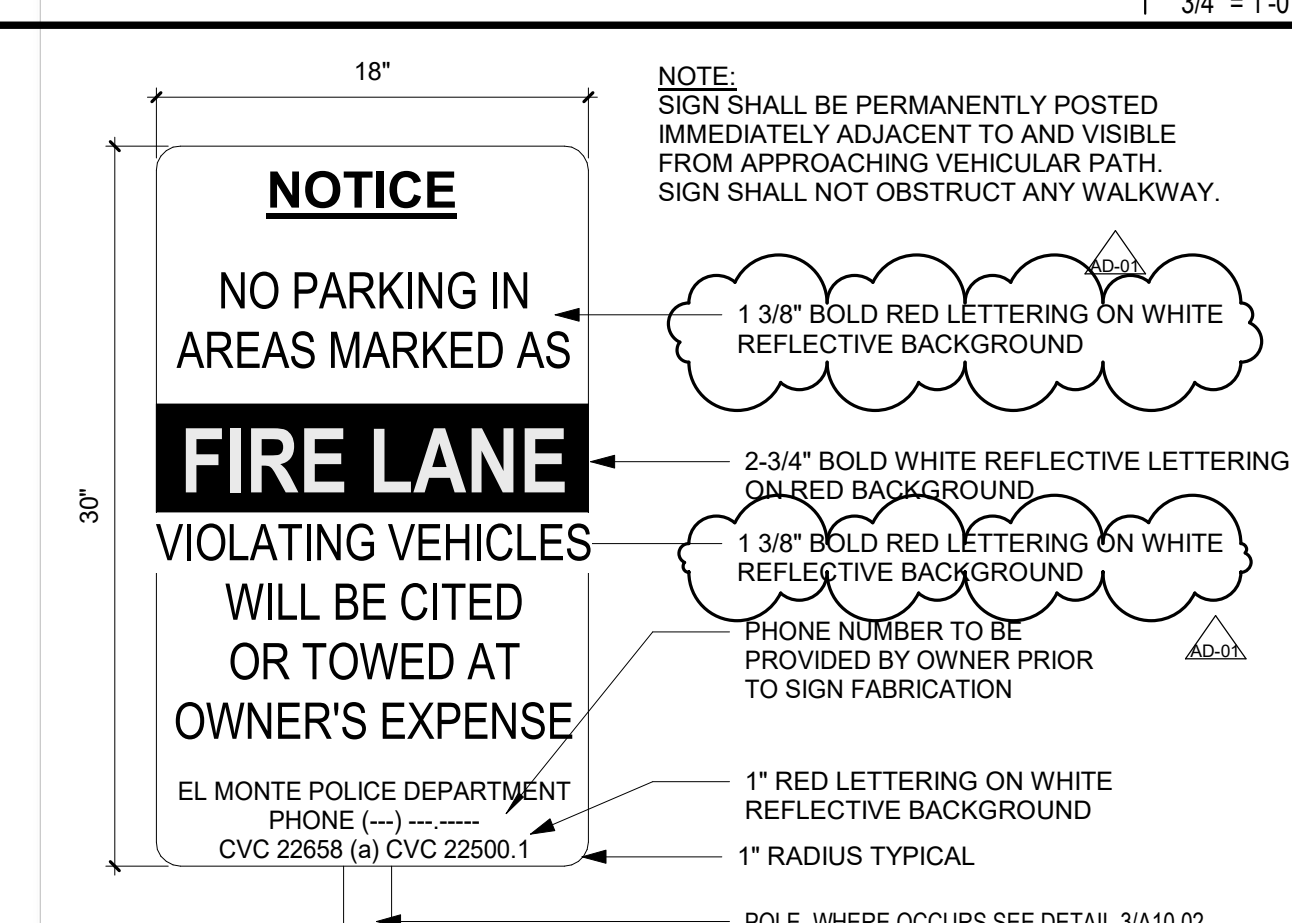 3/4" = 1'-0
18"
30"
NOTICE
NO PARKING IN
AREAS MARKED AS
FIRE LANE
VIOLATING VEHICLES
WILL BE CITED
OR TOWED AT
OWNER'S EXPENSE
EL MONTE POLICE DEPARTMENT
PHONE (---) ---.-----
CVC 22658 (a) CVC 22500.1
NOTE:
SIGN SHALL BE PERMANENTLY POSTED
IMMEDIATELY ADJACENT TO AND VISIBLE
FROM APPROACHING VEHICULAR PATH.
SIGN SHALL NOT OBSTRUCT ANY WALKWAY.
AD-01
1 3/8" BOLD RED LETTERING ON WHITE
REFLECTIVE BACKGROUND
2-3/4" BOLD WHITE REFLECTIVE LETTERING
ON RED BACKGROUND
1 3/8" BOLD RED LETTERING ON WHITE
REFLECTIVE BACKGROUND
AD-01
PHONE NUMBER TO BE
PROVIDED BY OWNER PRIOR
TO SIGN FABRICATION
1" RED LETTERING ON WHITE
REFLECTIVE BACKGROUND
1" RADIUS TYPICAL
POLE, WHERE OCCURS SEE DETAIL 3/A10.02